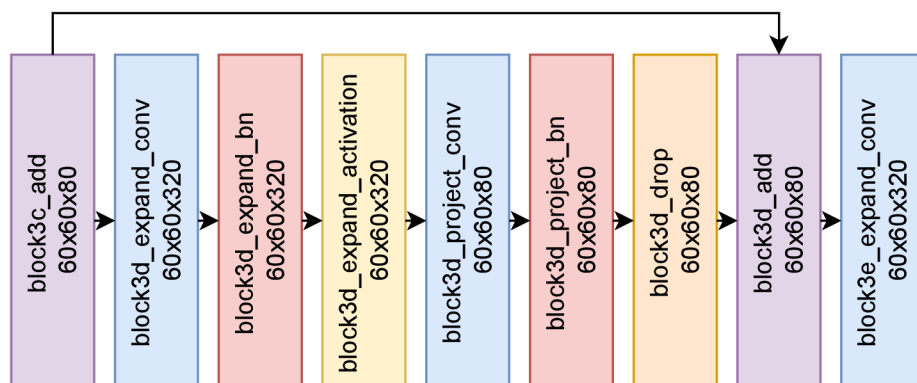 block3c_add
60x60x80
block3d_expand_conv
60x60x320
block3d_expand_bn
60x60x320
block3d_expand_activation
60x60x320
block3d_project_conv
60x60x80
block3d_project_bn
60x60x80
block3d_drop
60x60x80
block3d_add
60x60x80
block3e_expand_conv
60x60x320